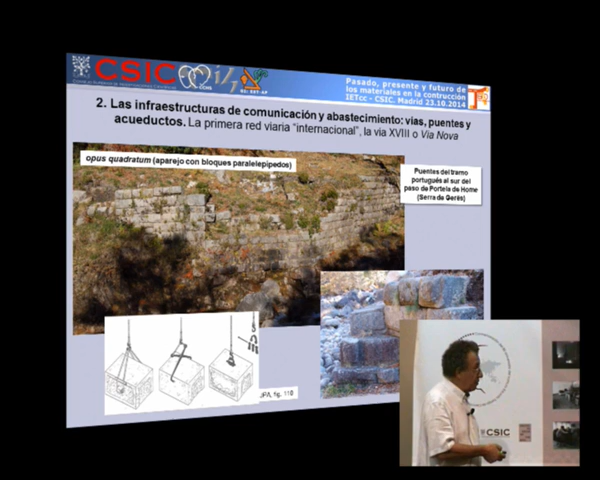 CSIC
Pasado, presente y futuro de
los materiales en la contrucción
IETcc - CSIC. Madrid 23.10.2014
2. Las infraestructuras de comunicación y abastecimiento: vías, puentes y
acueductos. La primera red viaria "internacional", la via XVIII o Via Nova
opus quadratum (aparejo con bloques paralelepípedos)
Puentes del tramo
portugués al sur del
paso de Portela de Home
(Serra de Gerês)
fig. 110
CSIC